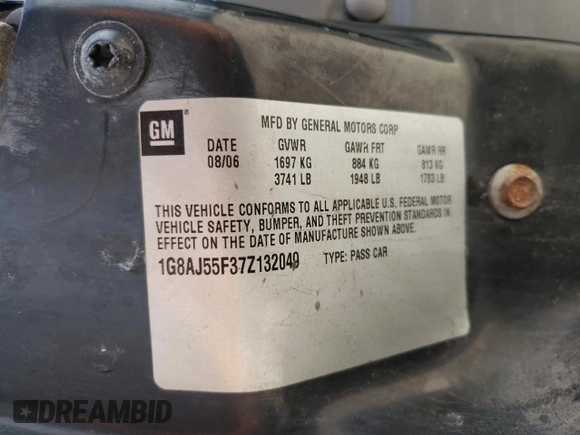 GM
®
MFD BY GENERAL MOTORS CORP
DATE GVWR GAWR FRT GAWR RR
08/06 1697 KG 884 KG 813 KG
3741 LB 1948 LB 1793 LB
THIS VEHICLE CONFORMS TO ALL APPLICABLE U.S. FEDERAL MOTOR
VEHICLE SAFETY, BUMPER, AND THEFT PREVENTION STANDARDS IN
EFFECT ON THE DATE OF MANUFACTURE SHOWN ABOVE.
1G8AJ55F37Z132049 TYPE: PASS CAR
DREAMBID